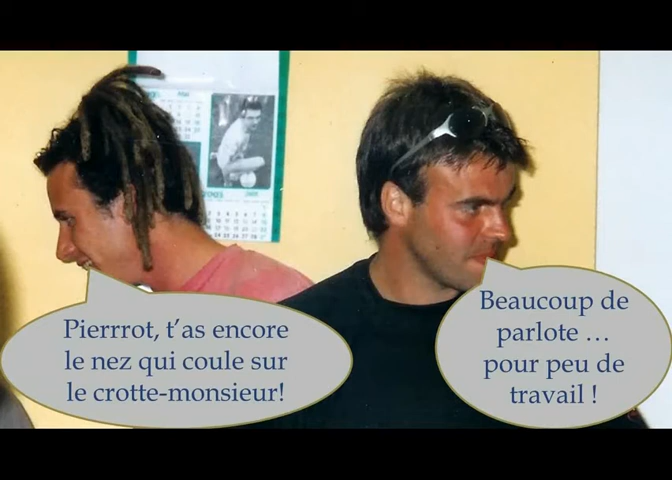 Pierrrot, t'as encore
le nez qui coule sur
le crotte-monsieur!
Beaucoup de
parlote …
pour peu de
travail !